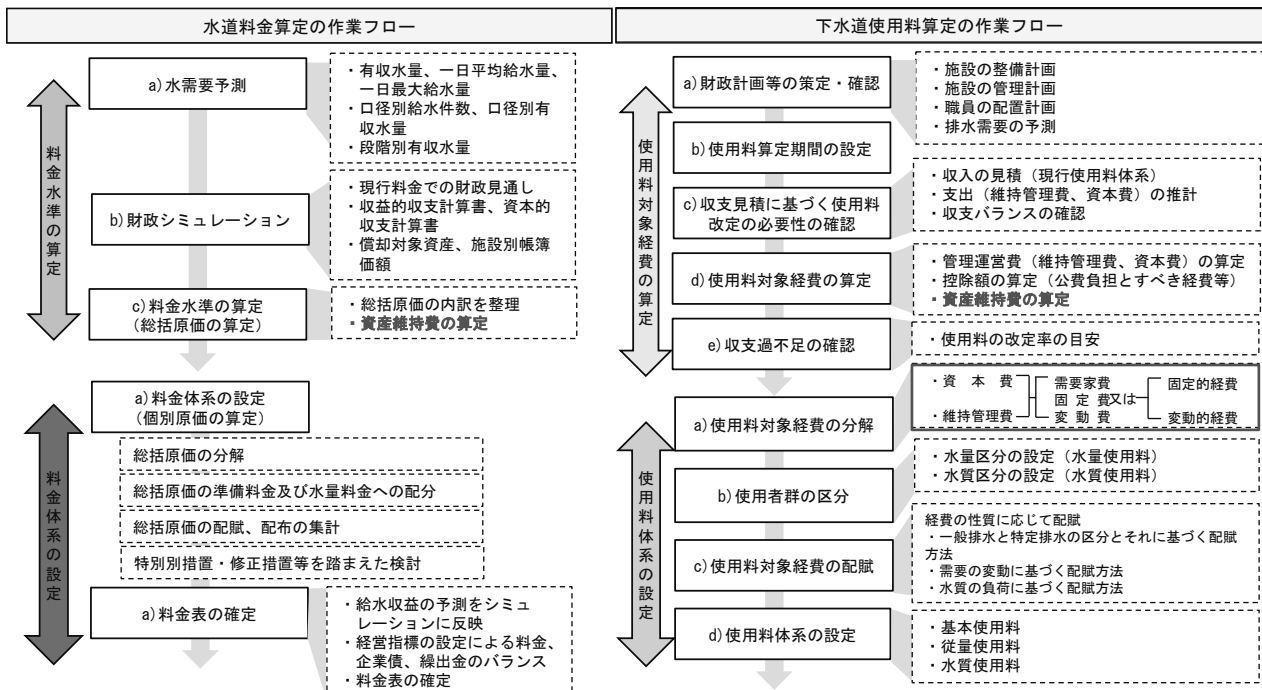 水道料金算定の作業フロー
料金水準の算定
a)水需要予測
・有収水量、一日平均給水量、
一日最大給水量
・口径別給水件数、口径別有
収水量
・段階別有収水量
b)財政シミュレーション
・現行料金での財政見通し
・収益的収支計算書、資本的
収支計算書
・償却対象資産、施設別帳簿
価額
c)料金水準の算定
(総括原価の算定)
・総括原価の内訳を整理
・資産維持費の算定
料金体系の設定
a)料金体系の設定
(個別原価の算定)
総括原価の分解
総括原価の準備料金及び水量料金への配分
総括原価の配賦、配布の集計
特別別措置・修正措置等を踏まえた検討
a)料金表の確定
・給水収益の予測をシミュ
レーションに反映
・経営指標の設定による料金、
企業債、繰出金のバランス
・料金表の確定
下水道使用料算定の作業フロー
使用料対象経費の算定
a)財政計画等の策定・確認
・施設の整備計画
・施設の管理計画
・職員の配置計画
・排水需要の予測
b)使用料算定期間の設定
c)収支見積に基づく使用料
改定の必要性の確認
・収入の見積（現行使用料体系）
・支出（維持管理費、資本費）の推計
・収支バランスの確認
d)使用料対象経費の算定
・管理運営費（維持管理費、資本費）の算定
・控除額の算定（公費負担とすべき経費等）
・資産維持費の算定
e)収支過不足の確認
・使用料の改定率の目安
使用料体系の設定
a)使用料対象経費の分解
・資 本 費 需要家費 固定的経費
固 定 費 又は
・維持管理費 変 動 費 変動的経費
b)使用者群の区分
・水量区分の設定（水量使用料）
・水質区分の設定（水質使用料）
c)使用料対象経費の配賦
経費の性質に応じて配賦
・一般排水と特定排水の区分とそれに基づく配賦
方法
・需要の変動に基づく配賦方法
・水質の負荷に基づく配賦方法
d)使用料体系の設定
・基本使用料
・従量使用料
・水質使用料